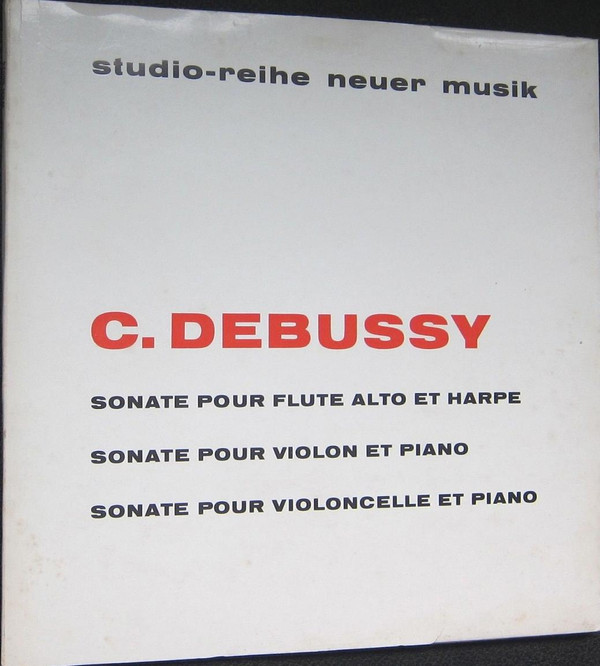 studio-reihe neuer musik
C. DEBUSSY
SONATE POUR FLUTE ALTO ET HARPE
SONATE POUR VIOLON ET PIANO
SONATE POUR VIOLONCELLE ET PIANO